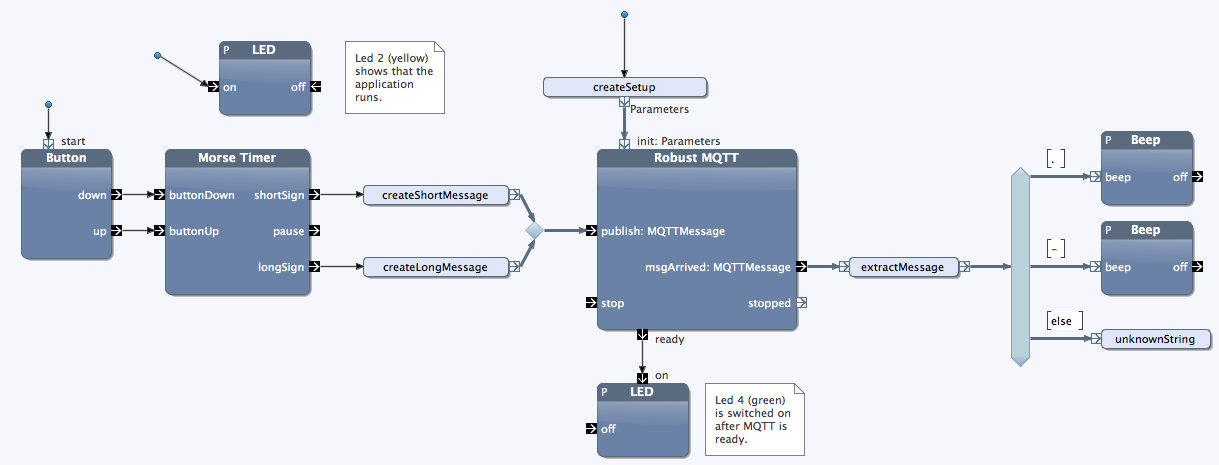 P LED
on off
Led 2 (yellow)
shows that the
application
runs.
createSetup
Parameters
start
Button
down
up
Morse Timer
buttonDown shortSign
buttonUp pause
longSign
createShortMessage
createLongMessage
init: Parameters
Robust MQTT
publish: MQTTMessage
msgArrived: MQTTMessage
stop stopped
ready
on
P LED
off
Led 4 (green)
is switched on
after MQTT is
ready.
extractMessage
[.]
P Beep
beep off
[-]
P Beep
beep off
[else ]
unknownString